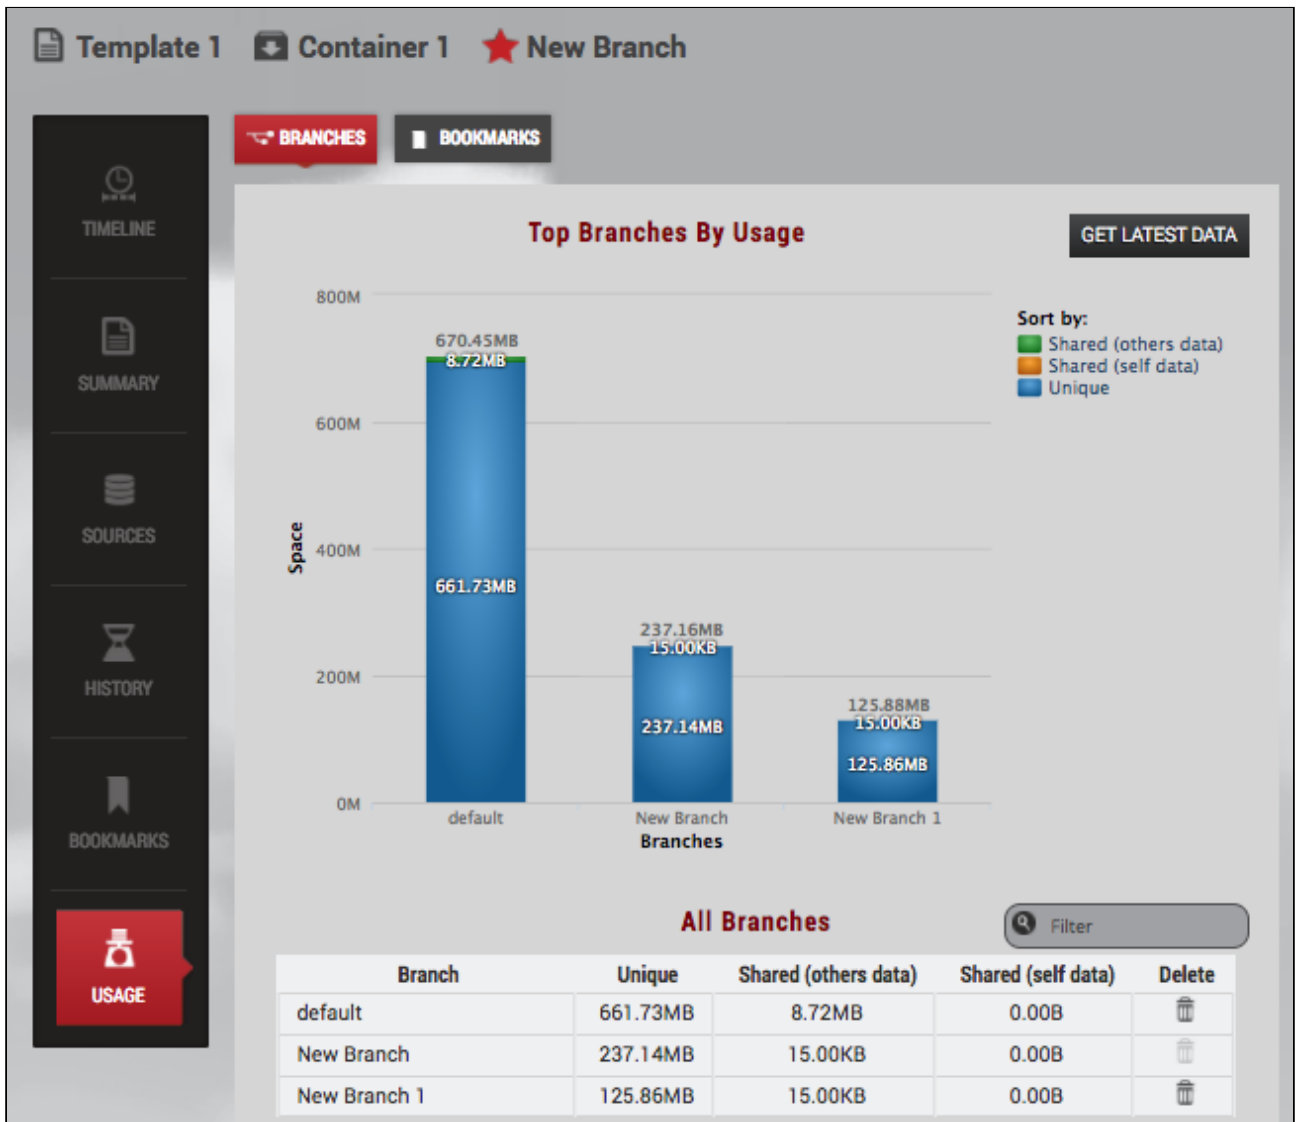 Template 1 Container 1 New Branch
BRANCHES BOOKMARKS
TIMELINE
SUMMARY
SOURCES
HISTORY
BOOKMARKS
USAGE
Top Branches By Usage
GET LATEST DATA
800M
600M
400M
200M
0M
Space
670.45MB
8.72MB
661.73MB
237.16MB
15.00KB
237.14MB
125.88MB
15.00KB
125.86MB
default New Branch New Branch 1
Branches
Sort by:
Shared (others data)
Shared (self data)
Unique
All Branches
Filter
Branch Unique Shared (others data) Shared (self data) Delete
default 661.73MB 8.72MB 0.00B
New Branch 237.14MB 15.00KB 0.00B
New Branch 1 125.86MB 15.00KB 0.00B